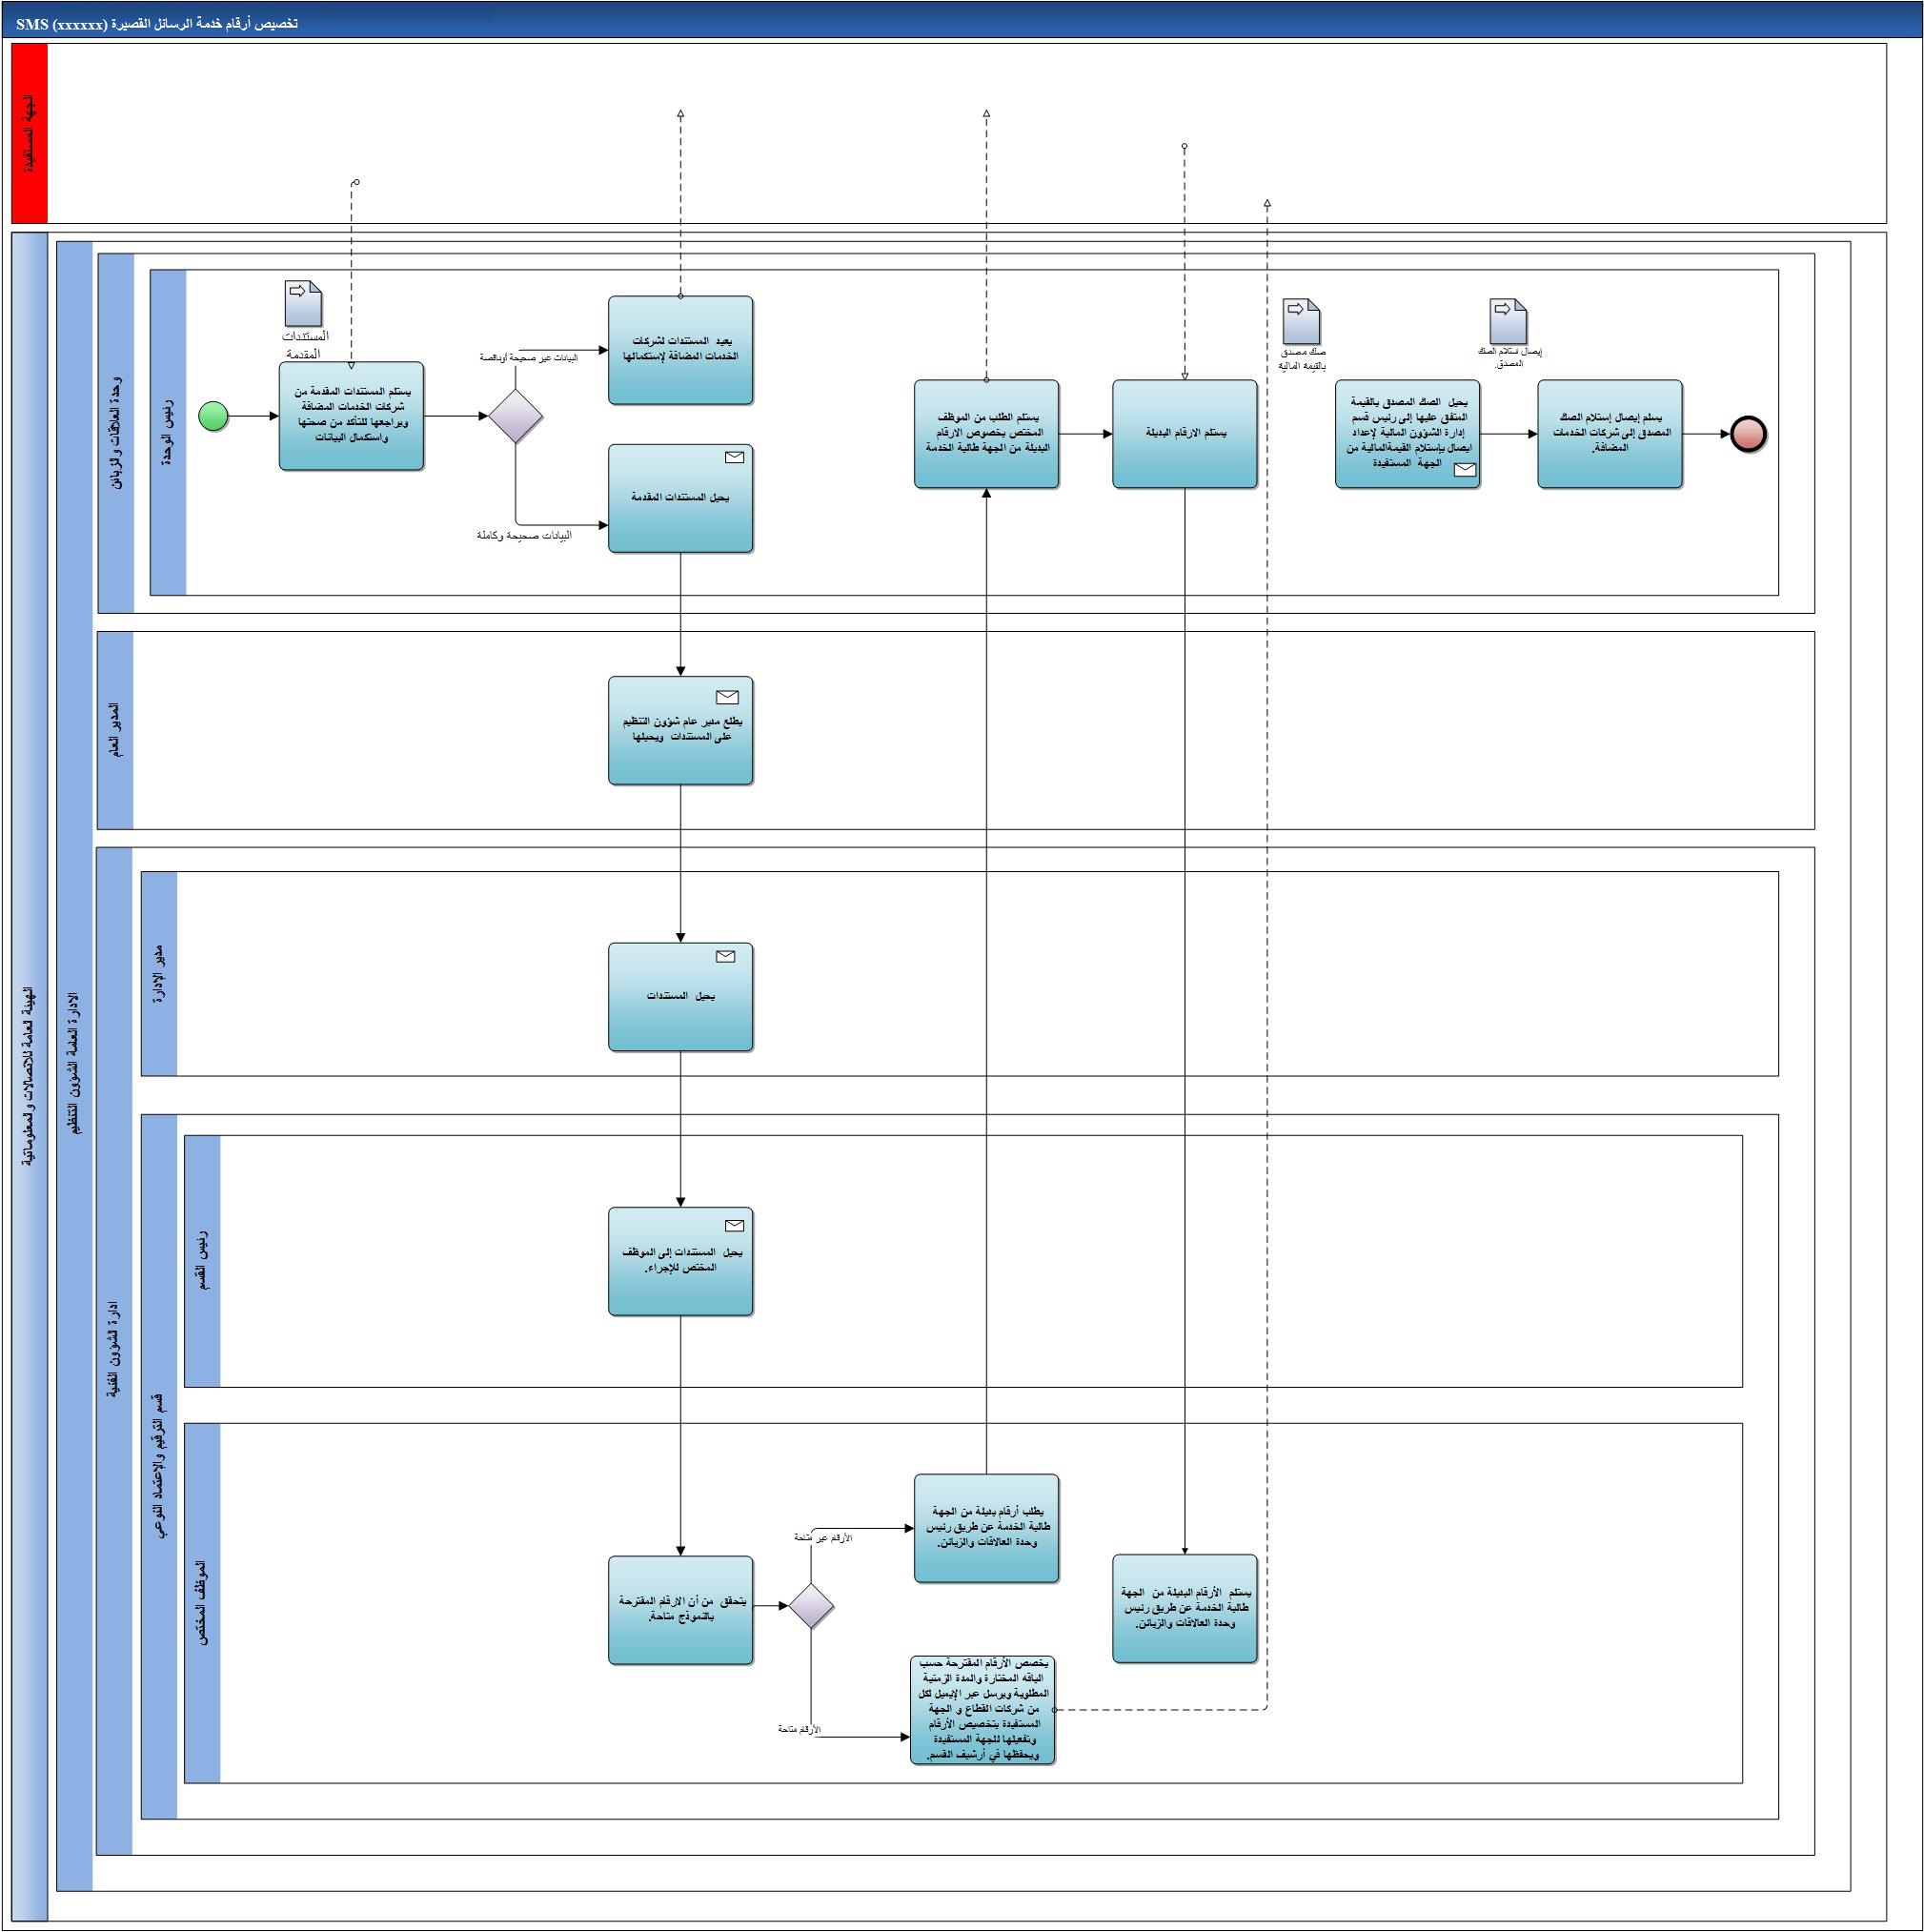 تخصيص أرقام خدمة الرسائل القصيرة SMS (xxxxxx)
الجهة المستفيدة
الهيئة العامة للاتصالات والمعلوماتية
الادارة العامة لشؤون التنظيم
وحدة العلاقات والزبائن
رئيس الوحدة
المستندات
المقدمة
يستلم المستندات المقدمة من
شركات الخدمات المضافة
ويراجعها للتأكد من صحتها
واستكمال البيانات
البيانات غير صحيحة أوناقصة
يعيد المستندات لشركات
الخدمات المضافة لإستكمالها
البيانات صحيحة وكاملة
يحيل المستندات المقدمة
يستلم الطلب من الموظف
المختص بخصوص الارقام
البديلة من الجهة طالبة الخدمة
يستلم الارقام البديلة
صك مصدق
بالقيمة المالية
يحيل الصك المصدق بالقيمة
المتفق عليها إلى رئيس قسم
إدارة الشؤون المالية لإعداد
ايصال بإستلام القيمةالمالية من
الجهة المستفيدة
إيصال استلام الصك
المصدق.
يسلم إيصال إستلام الصك
المصدق إلى شركات الخدمات
المضافة.
المدير العام
يطلع مدير عام شؤون التنظيم
على المستندات ويحيلها
ادارة الشؤون الفنية
مدير الإدارة
يحيل المستندات
قسم الترقيم والإعتماد النوعي
رئيس القسم
يحيل المستندات إلى الموظف
المختص للإجراء.
الموظف المختص
يتحقق من أن الارقام المقترحة
بالنموذج متاحة.
الأرقام غير متاحة
يطلب أرقام بديلة من الجهة
طالبة الخدمة عن طريق رئيس
وحدة العالاقات والزبائن.
يستلم الأرقام البديلة من الجهة
طالبة الخدمة عن طريق رئيس
وحدة العالاقات والزبائن.
الأرقام متاحة
يخصص الأرقام المقترحة حسب
الباقه المختارة والمدة الزمنية
المطلوبة ويرسل عبر الإيميل لكل
من شركات القطاع و الجهة
المستفيدة بتخصيص الأرقام
وتفعيلها للجهة المستفيدة
ويحفظها في أرشيف القسم.